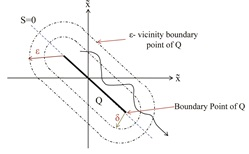 ẋ̃
S=0
ε- vicinity boundary
point of Q
ε
x̃
Q
δ
Boundary Point of Q